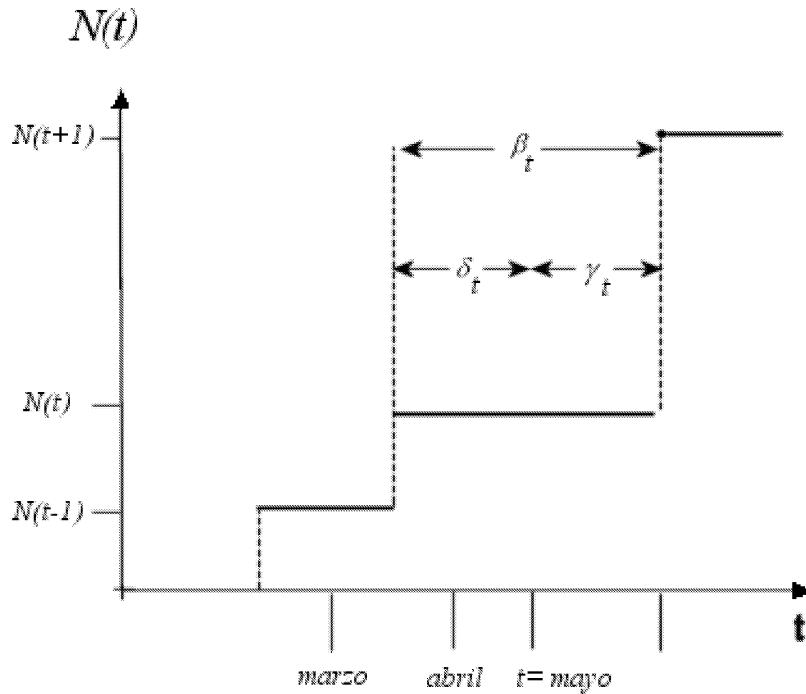 N(t)
N(t+1)
β_t
δ_t γ_t
N(t)
N(t-1)
t
marzo abril t= mayo